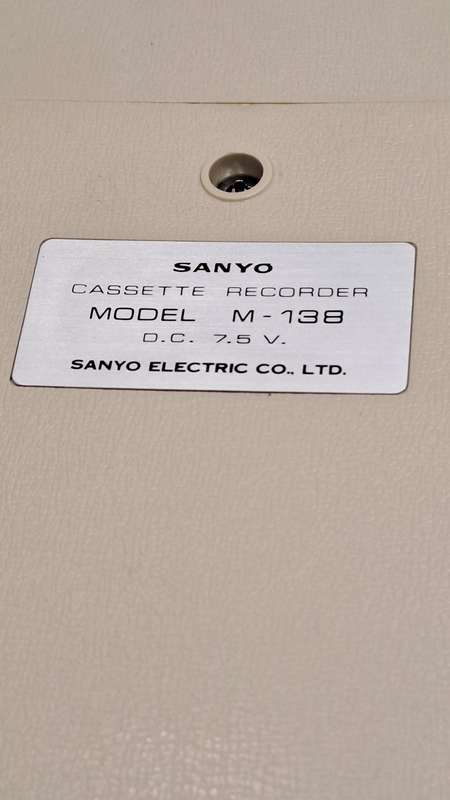 SANYO
CASSETTE RECORDER
MODEL M-138
D.C. 7.5 V.
SANYO ELECTRIC CO., LTD.